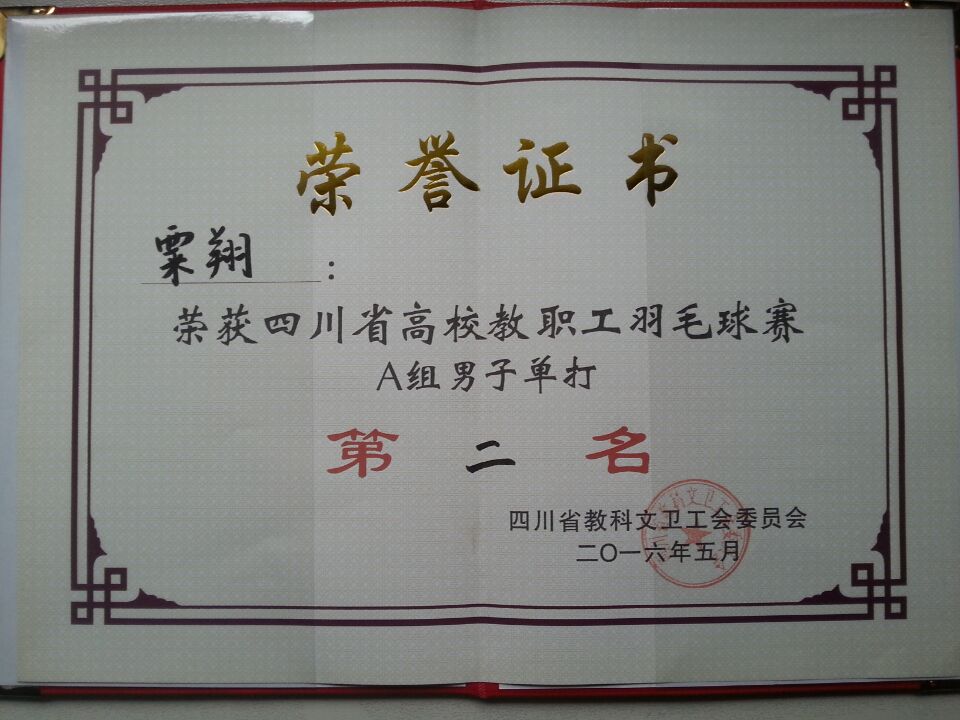 荣誉证书
粟翔 :
荣获四川省高校教职工羽毛球赛
A组男子单打
第二名
四川省教科文卫工会委员会
二〇一六年五月